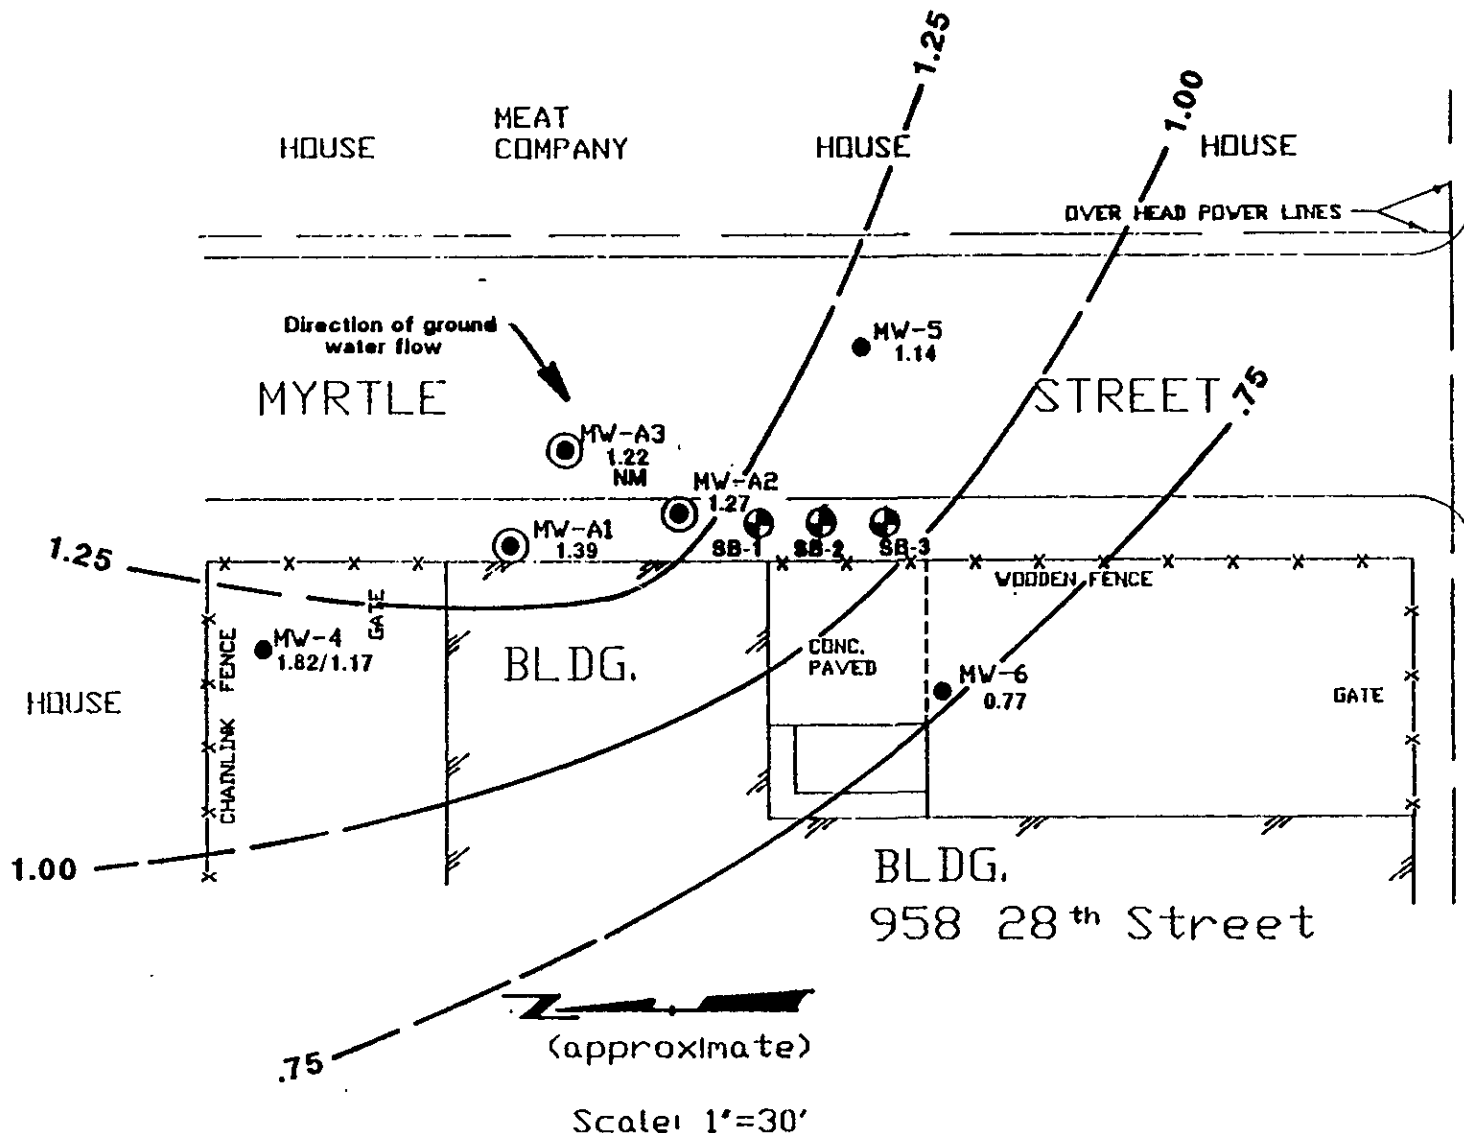 1.25
1.00
MEAT
COMPANY
HOUSE
HOUSE
HOUSE
OVER HEAD POWER LINES
Direction of ground
water flow
MW-5
1.14
MYRTLE
STREET
.75
MW-A3
1.22
NM
MW-A2
1.27
MW-A1
1.39
SB-1
SB-2
SB-3
1.25
WOODEN FENCE
GATE
MW-4
1.82/1.17
CHAINLINK FENCE
BLDG.
CONC.
PAVED
MW-6
0.77
GATE
HOUSE
1.00
BLDG.
958 28th Street
N
(approximate)
.75
Scale: 1"=30'